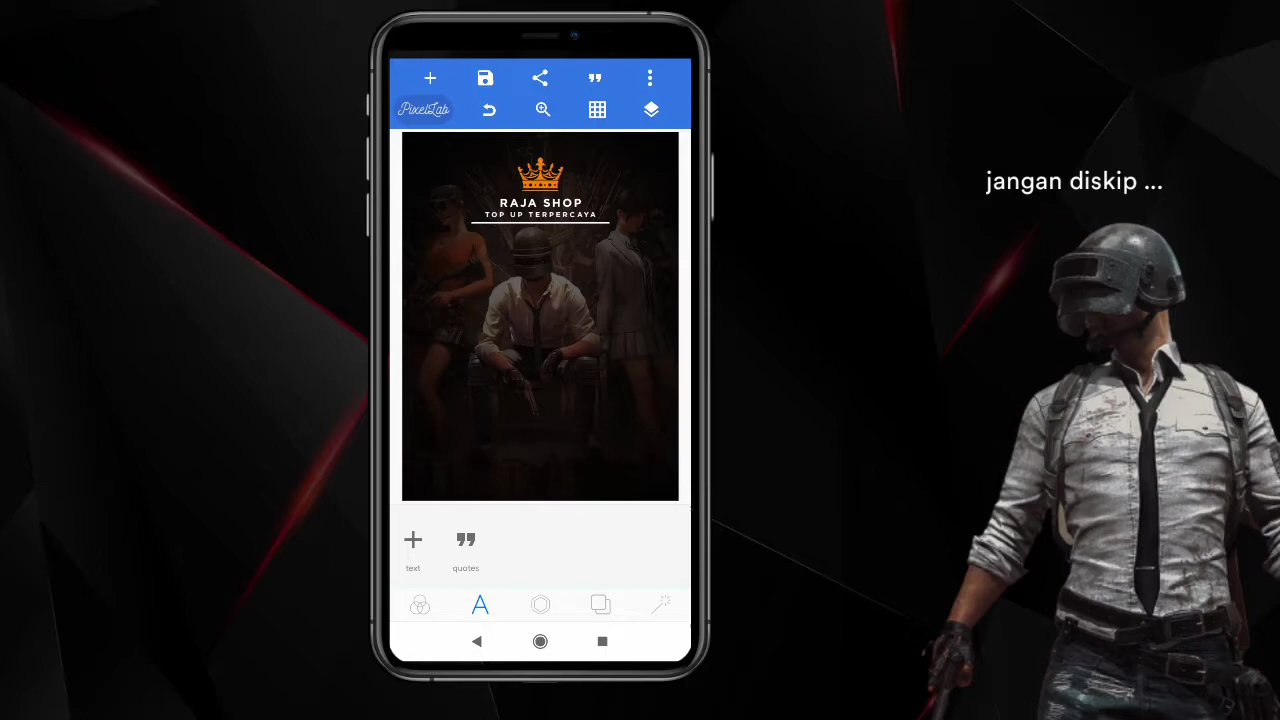 PixelLab
RAJA SHOP
TOP UP TERPERCAYA
text
quotes
jangan diskip ...